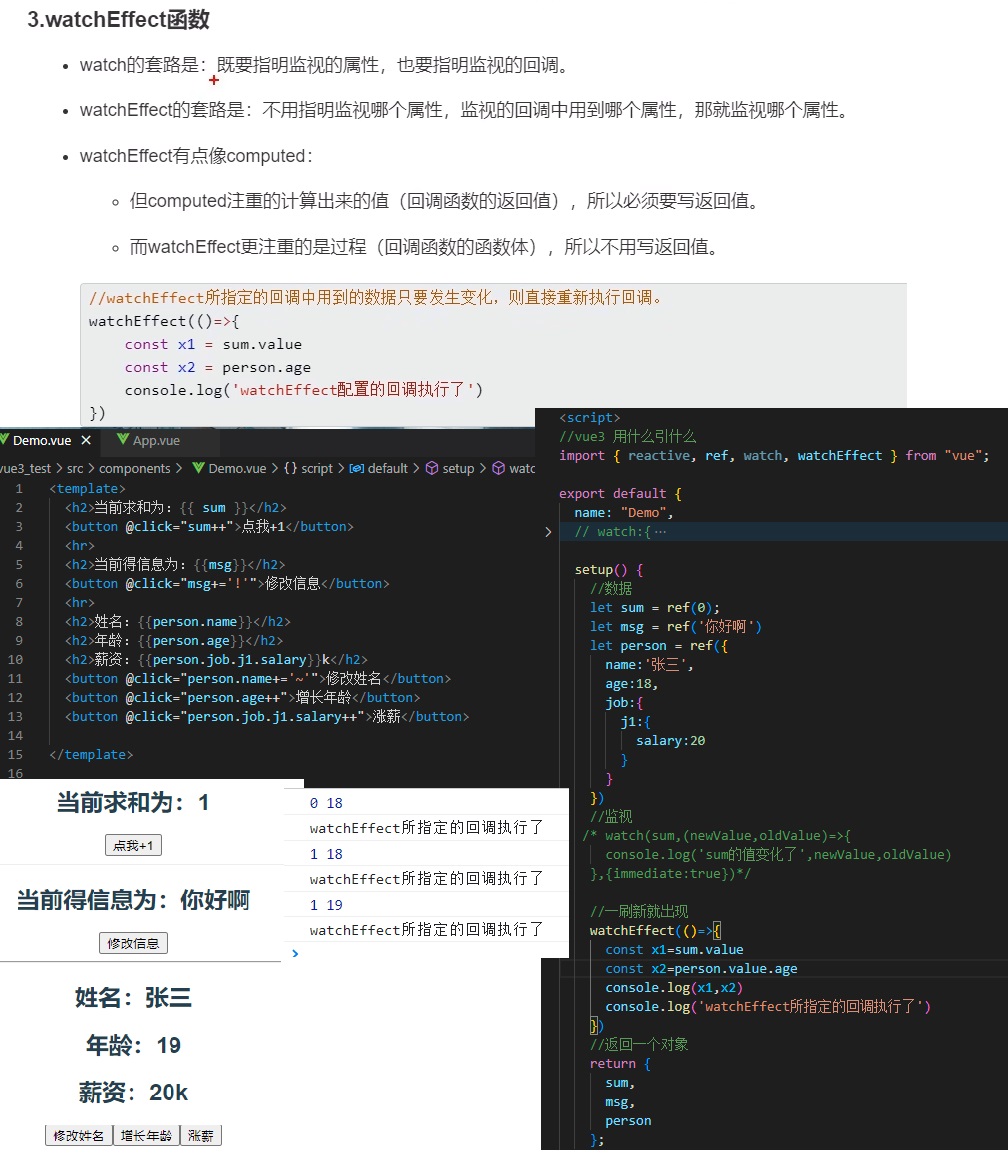 3.watchEffect函数
watch的套路是：既要指明监视的属性，也要指明监视的回调。
watchEffect的套路是：不用指明监视哪个属性，监视的回调中用到哪个属性，那就监视哪个属性。
watchEffect有点像computed：
但computed注重的计算出来的值（回调函数的返回值），所以必须要写返回值。
而watchEffect更注重的是过程（回调函数的函数体），所以不用写返回值。
//watchEffect所指定的回调中用到的数据只要发生变化，则直接重新执行回调。
watchEffect(()=>{
const x1 = sum.value
const x2 = person.age
console.log('watchEffect配置的回调执行了')
})
Demo.vue × App.vue
vue3_test > src > components > Demo.vue > {} script > default > setup > watc
1 <template>
2 <h2>当前求和为：{{ sum }}</h2>
3 <button @click="sum++">点我+1</button>
4 <hr>
5 <h2>当前得信息为：{{msg}}</h2>
6 <button @click="msg+='!'">修改信息</button>
7 <hr>
8 <h2>姓名：{{person.name}}</h2>
9 <h2>年龄：{{person.age}}</h2>
10 <h2>薪资：{{person.job.j1.salary}}k</h2>
11 <button @click="person.name+='~'">修改姓名</button>
12 <button @click="person.age++">增长年龄</button>
13 <button @click="person.job.j1.salary++">涨薪</button>
14
15 </template>
16
<script>
//vue3 用什么引什么
import { reactive, ref, watch, watchEffect } from "vue";
export default {
name: "Demo",
> // watch:{ ⋯
setup() {
//数据
let sum = ref(0);
let msg = ref('你好啊')
let person = ref({
name:'张三',
age:18,
job:{
j1:{
salary:20
}
}
})
//监视
/* watch(sum,(newValue,oldValue)=>{
console.log('sum的值变化了',newValue,oldValue)
},{immediate:true})*/
//一刷新就出现
watchEffect(()=>{
const x1=sum.value
const x2=person.value.age
console.log(x1,x2)
console.log('watchEffect所指定的回调执行了')
})
//返回一个对象
return {
sum,
msg,
person
};
当前求和为：1
点我+1
当前得信息为：你好啊
修改信息
姓名：张三
年龄：19
薪资：20k
修改姓名 增长年龄 涨薪
0 18
watchEffect所指定的回调执行了
1 18
watchEffect所指定的回调执行了
1 19
watchEffect所指定的回调执行了
>